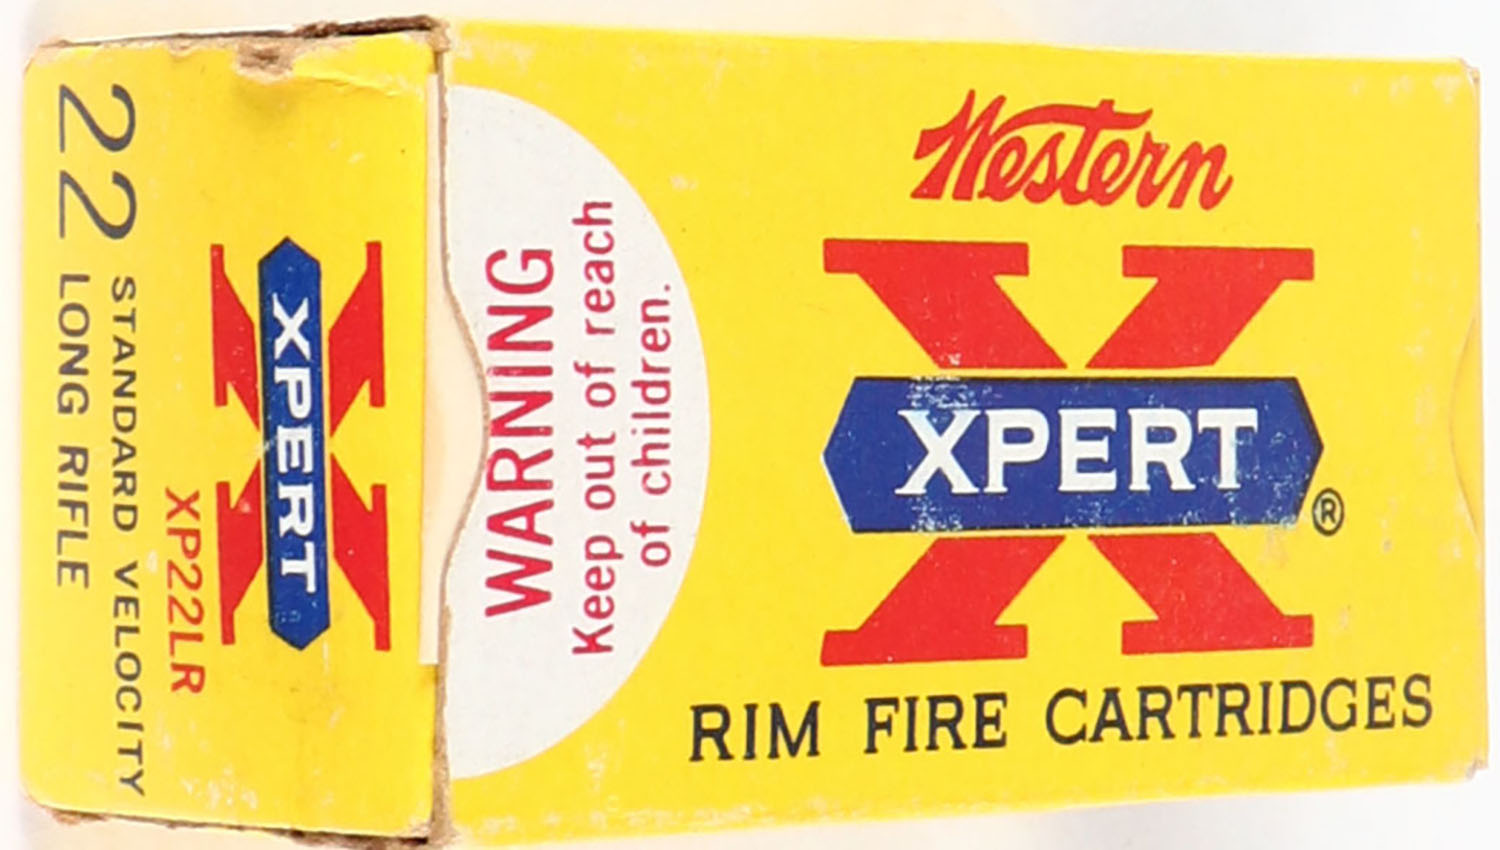 Western
X
XPERT
®
RIM FIRE CARTRIDGES
WARNING
Keep out of reach
of children.
X
XPERT
XP22LR
22 STANDARD VELOCITY
LONG RIFLE